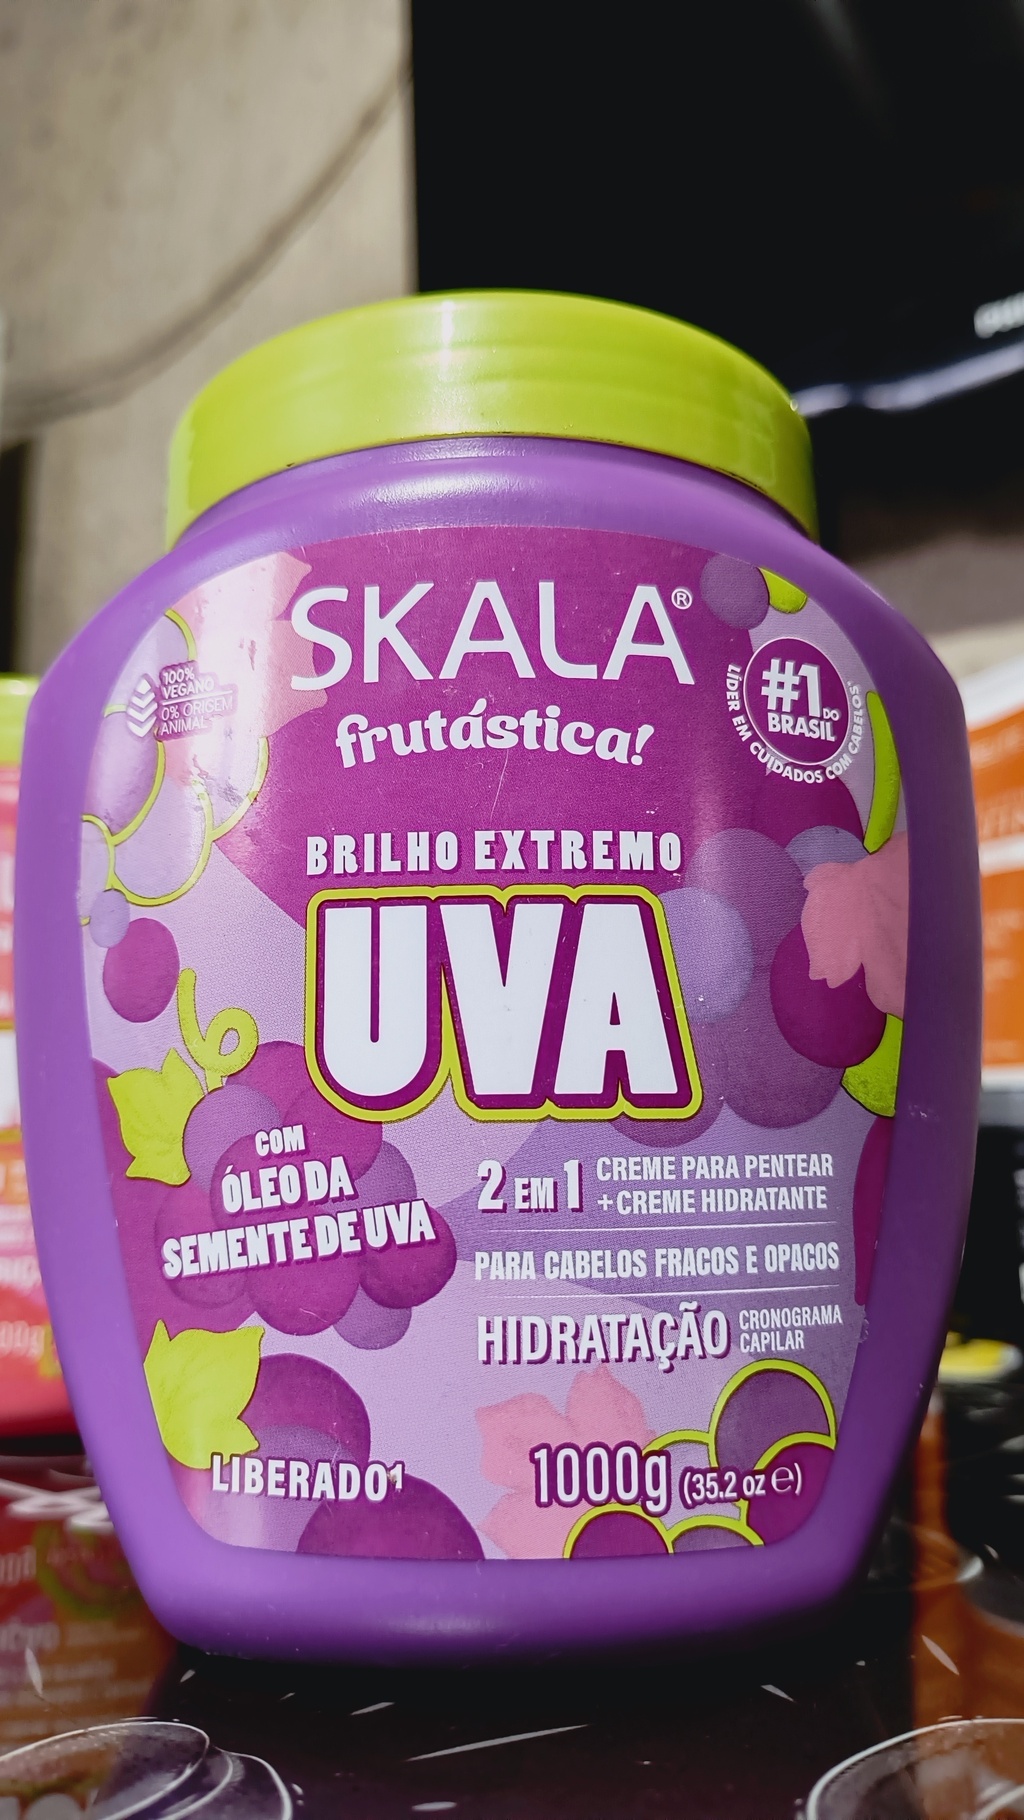 SKALA®
frutástica!
100%
VEGANO
0% ORIGEM
ANIMAL
#1 DO
BRASIL
LÍDER EM CUIDADOS COM CABELOS*
BRILHO EXTREMO
UVA
COM
ÓLEO DA
SEMENTE DE UVA
2 EM 1 CREME PARA PENTEAR
+CREME HIDRATANTE
PARA CABELOS FRACOS E OPACOS
HIDRATAÇÃO CRONOGRAMA
CAPILAR
LIBERADO¹
1000g (35.2 oz ℮)